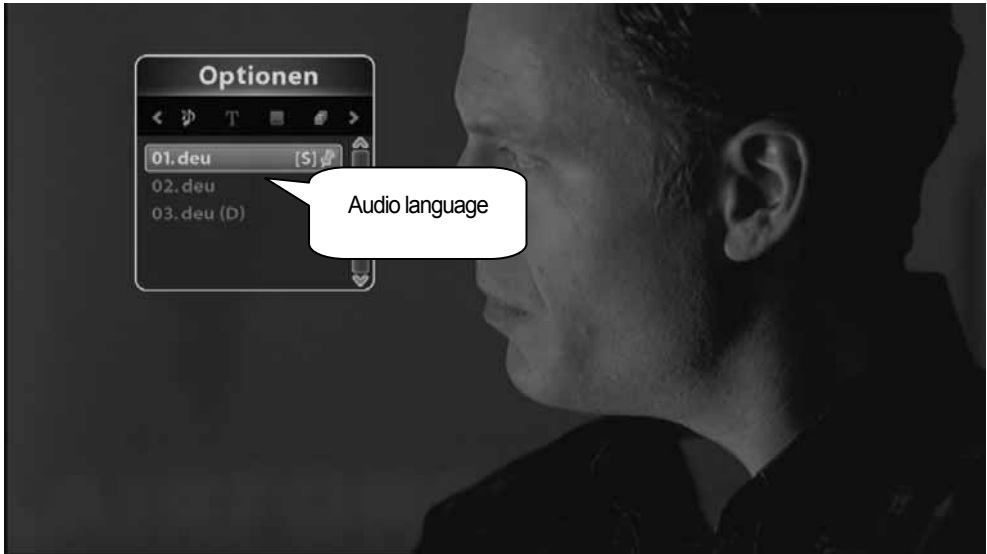 Optionen
T
01.deu [S]
02.deu
03.deu (D)
Audio language